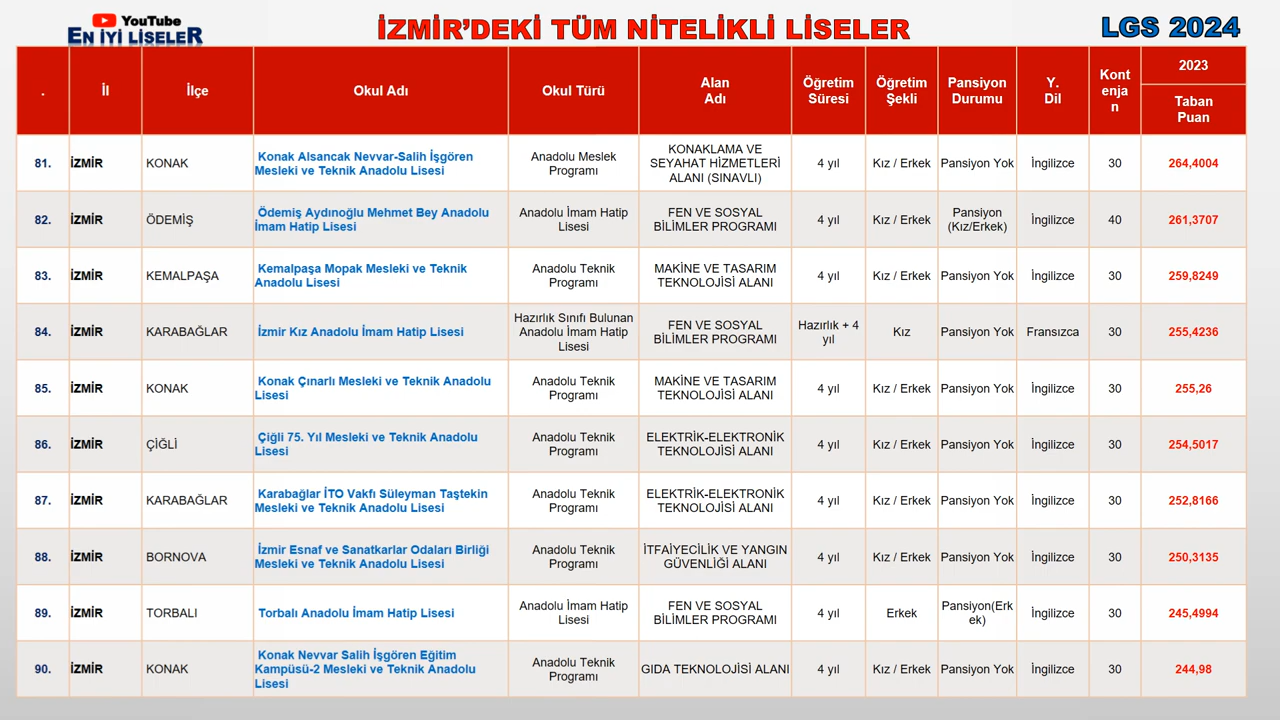 YouTube
EN İYİ LİSELER
İZMİR’DEKİ TÜM NİTELİKLİ LİSELER
LGS 2024
. İl İlçe Okul Adı Okul Türü Alan Adı Öğretim Süresi Öğretim Şekli Pansiyon Durumu Y. Dil Kontenjan 2023 Taban Puan
81. İZMİR KONAK Konak Alsancak Nevvar-Salih İşgören Mesleki ve Teknik Anadolu Lisesi Anadolu Meslek Programı KONAKLAMA VE SEYAHAT HİZMETLERİ ALANI (SINAVLI) 4 yıl Kız / Erkek Pansiyon Yok İngilizce 30 264,4004
82. İZMİR ÖDEMİŞ Ödemiş Aydınoğlu Mehmet Bey Anadolu İmam Hatip Lisesi Anadolu İmam Hatip Lisesi FEN VE SOSYAL BİLİMLER PROGRAMI 4 yıl Kız / Erkek Pansiyon (Kız/Erkek) İngilizce 40 261,3707
83. İZMİR KEMALPAŞA Kemalpaşa Mopak Mesleki ve Teknik Anadolu Lisesi Anadolu Teknik Programı MAKİNE VE TASARIM TEKNOLOJİSİ ALANI 4 yıl Kız / Erkek Pansiyon Yok İngilizce 30 259,8249
84. İZMİR KARABAĞLAR İzmir Kız Anadolu İmam Hatip Lisesi Hazırlık Sınıfı Bulunan Anadolu İmam Hatip Lisesi FEN VE SOSYAL BİLİMLER PROGRAMI Hazırlık + 4 yıl Kız Pansiyon Yok Fransızca 30 255,4236
85. İZMİR KONAK Konak Çınarlı Mesleki ve Teknik Anadolu Lisesi Anadolu Teknik Programı MAKİNE VE TASARIM TEKNOLOJİSİ ALANI 4 yıl Kız / Erkek Pansiyon Yok İngilizce 30 255,26
86. İZMİR ÇİĞLİ Çiğli 75. Yıl Mesleki ve Teknik Anadolu Lisesi Anadolu Teknik Programı ELEKTRİK-ELEKTRONİK TEKNOLOJİSİ ALANI 4 yıl Kız / Erkek Pansiyon Yok İngilizce 30 254,5017
87. İZMİR KARABAĞLAR Karabağlar İTO Vakfı Süleyman Taştekin Mesleki ve Teknik Anadolu Lisesi Anadolu Teknik Programı ELEKTRİK-ELEKTRONİK TEKNOLOJİSİ ALANI 4 yıl Kız / Erkek Pansiyon Yok İngilizce 30 252,8166
88. İZMİR BORNOVA İzmir Esnaf ve Sanatkarlar Odaları Birliği Mesleki ve Teknik Anadolu Lisesi Anadolu Teknik Programı İTFAİYECİLİK VE YANGIN GÜVENLİĞİ ALANI 4 yıl Kız / Erkek Pansiyon Yok İngilizce 30 250,3135
89. İZMİR TORBALI Torbalı Anadolu İmam Hatip Lisesi Anadolu İmam Hatip Lisesi FEN VE SOSYAL BİLİMLER PROGRAMI 4 yıl Erkek Pansiyon(Erkek) İngilizce 30 245,4994
90. İZMİR KONAK Konak Nevvar Salih İşgören Eğitim Kampüsü-2 Mesleki ve Teknik Anadolu Lisesi Anadolu Teknik Programı GIDA TEKNOLOJİSİ ALANI 4 yıl Kız / Erkek Pansiyon Yok İngilizce 30 244,98